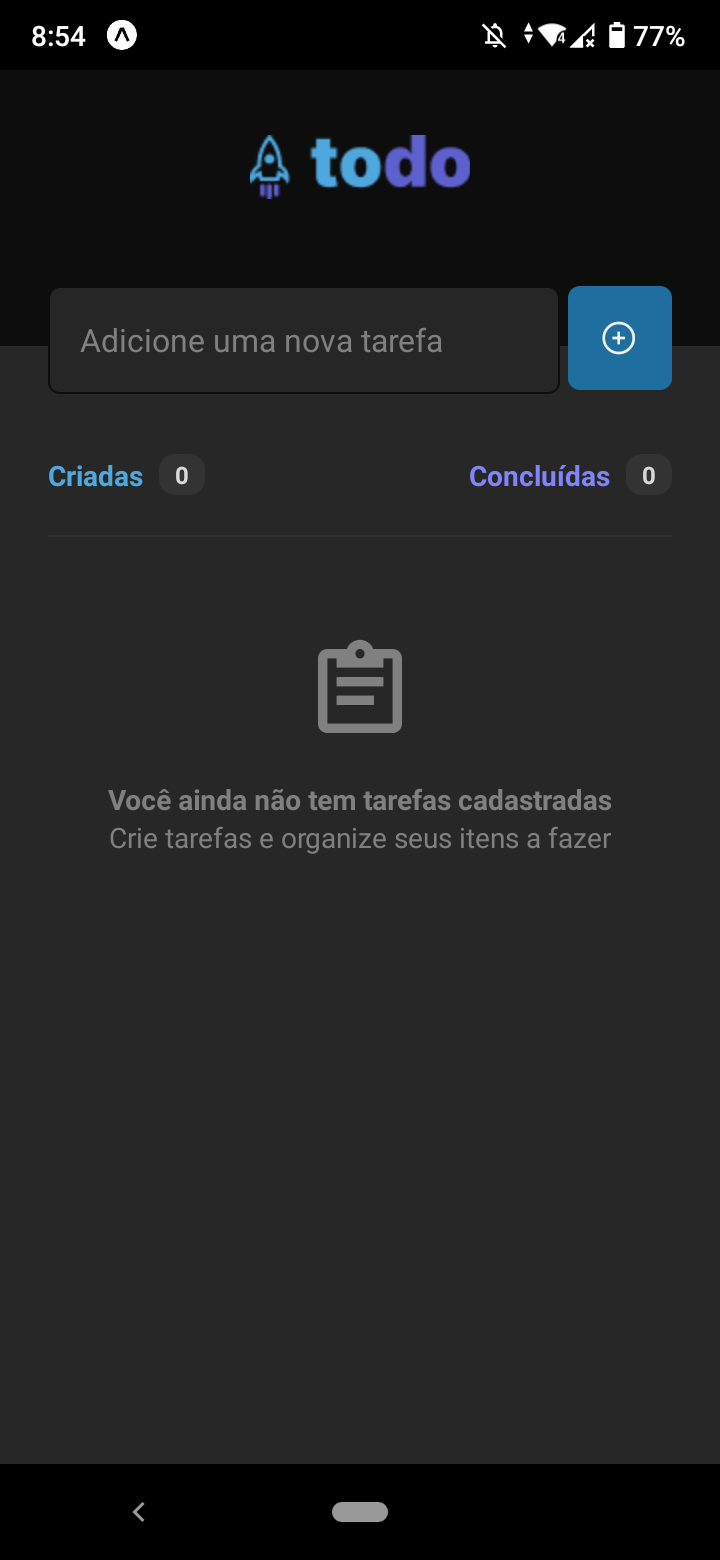 8:54
4
77%
todo
Adicione uma nova tarefa
Criadas 0
Concluídas 0
Você ainda não tem tarefas cadastradas
Crie tarefas e organize seus itens a fazer